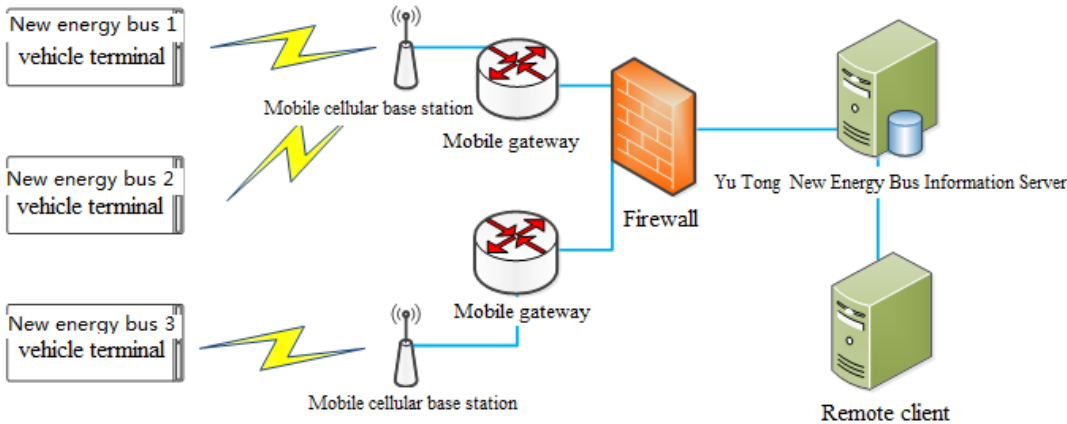 New energy bus 1
vehicle terminal
Mobile cellular base station
Mobile gateway
New energy bus 2
vehicle terminal
Yu Tong New Energy Bus Information Server
Firewall
New energy bus 3
vehicle terminal
Mobile gateway
Mobile cellular base station
Remote client